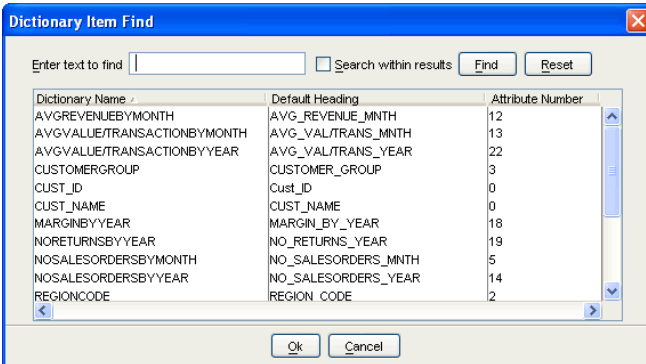 Dictionary Item Find
Enter text to find Search within results Find Reset
Dictionary Name Default Heading Attribute Number
AVGREVENUEBYMONTH AVG_REVENUE_MNTH 12
AVGVALUE/TRANSACTIONBYMONTH AVG_VAL/TRANS_MNTH 13
AVGVALUE/TRANSACTIONBYYEAR AVG_VAL/TRANS_YEAR 22
CUSTOMERGROUP CUSTOMER_GROUP 3
CUST_ID Cust_ID 0
CUST_NAME CUST_NAME 0
MARGINBYYEAR MARGIN_BY_YEAR 18
NORETURNSBYYEAR NO_RETURNS_YEAR 19
NOSALESORDERSBYMONTH NO_SALESORDERS_MNTH 5
NOSALESORDERSBYYEAR NO_SALESORDERS_YEAR 14
REGIONCODE REGION_CODE 2
Ok Cancel